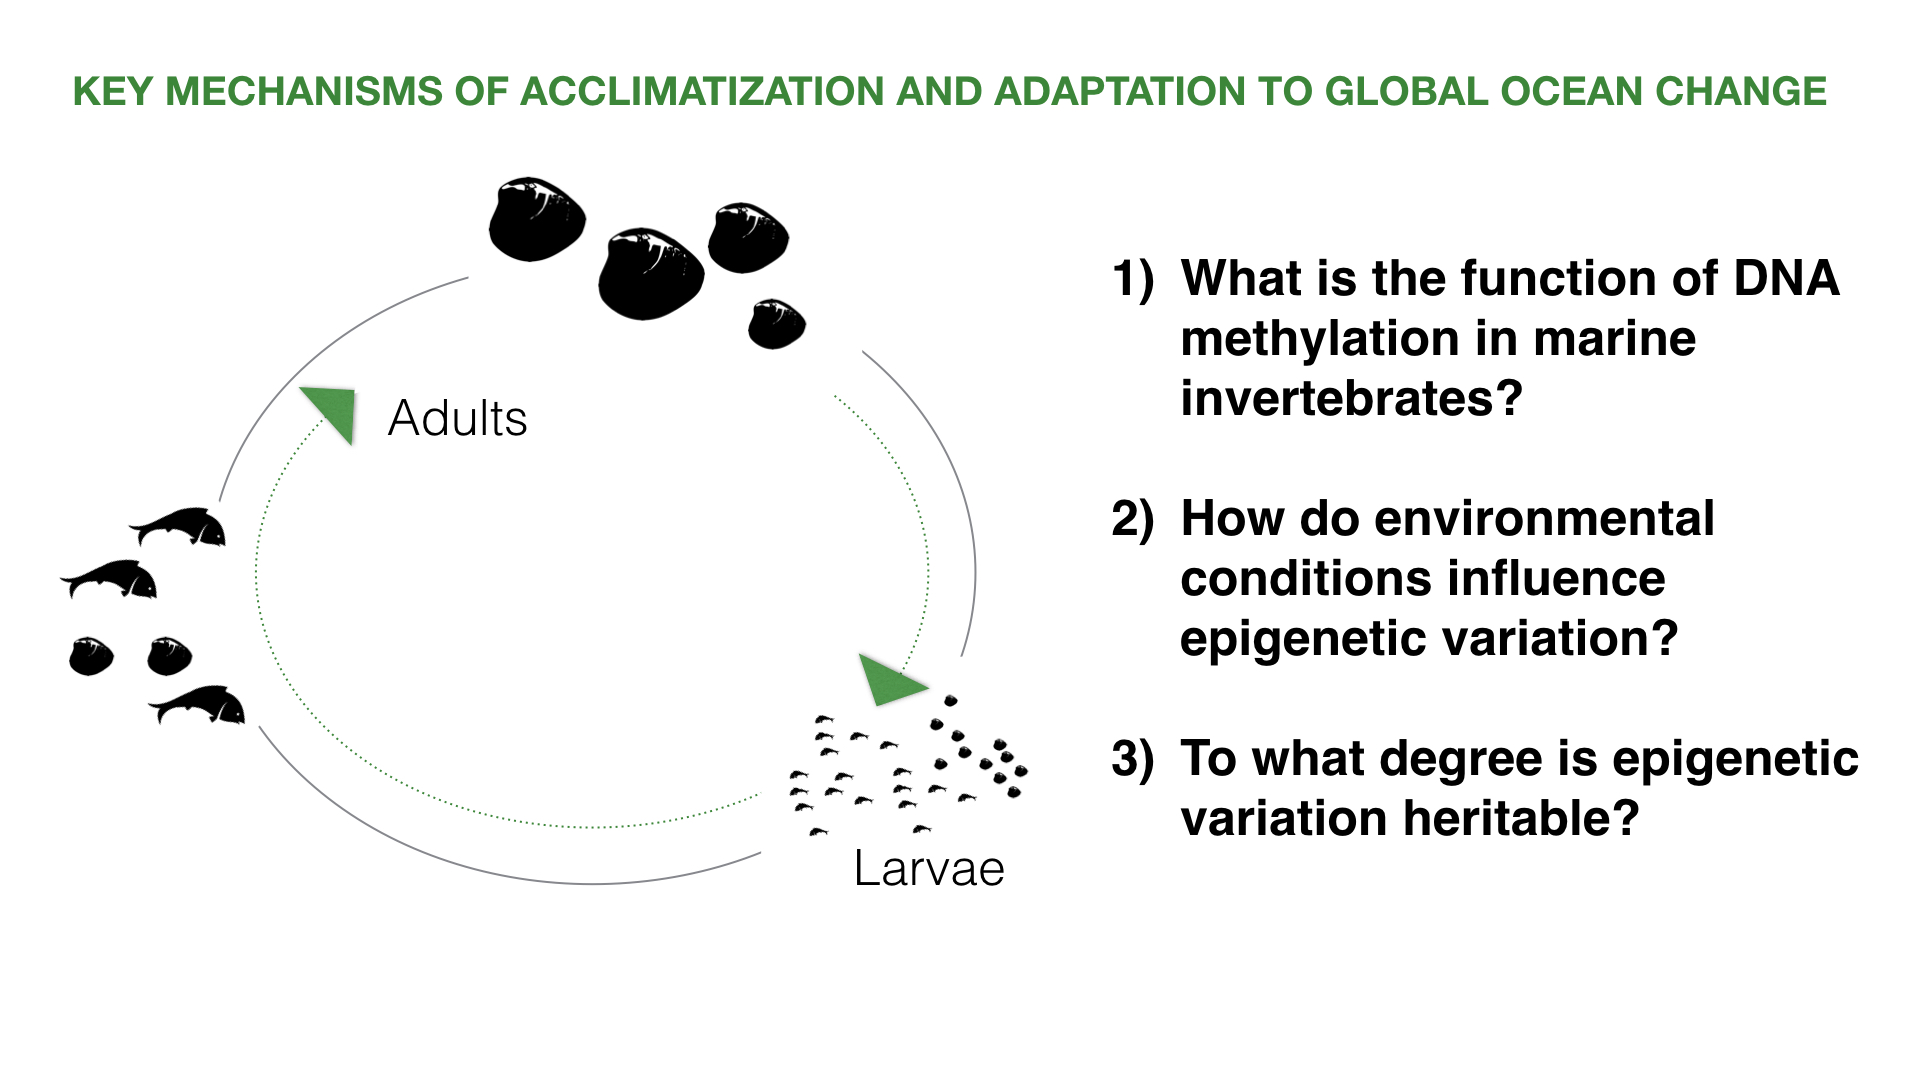 KEY MECHANISMS OF ACCLIMATIZATION AND ADAPTATION TO GLOBAL OCEAN CHANGE
Adults
Larvae
1) What is the function of DNA
methylation in marine
invertebrates?
2) How do environmental
conditions influence
epigenetic variation?
3) To what degree is epigenetic
variation heritable?